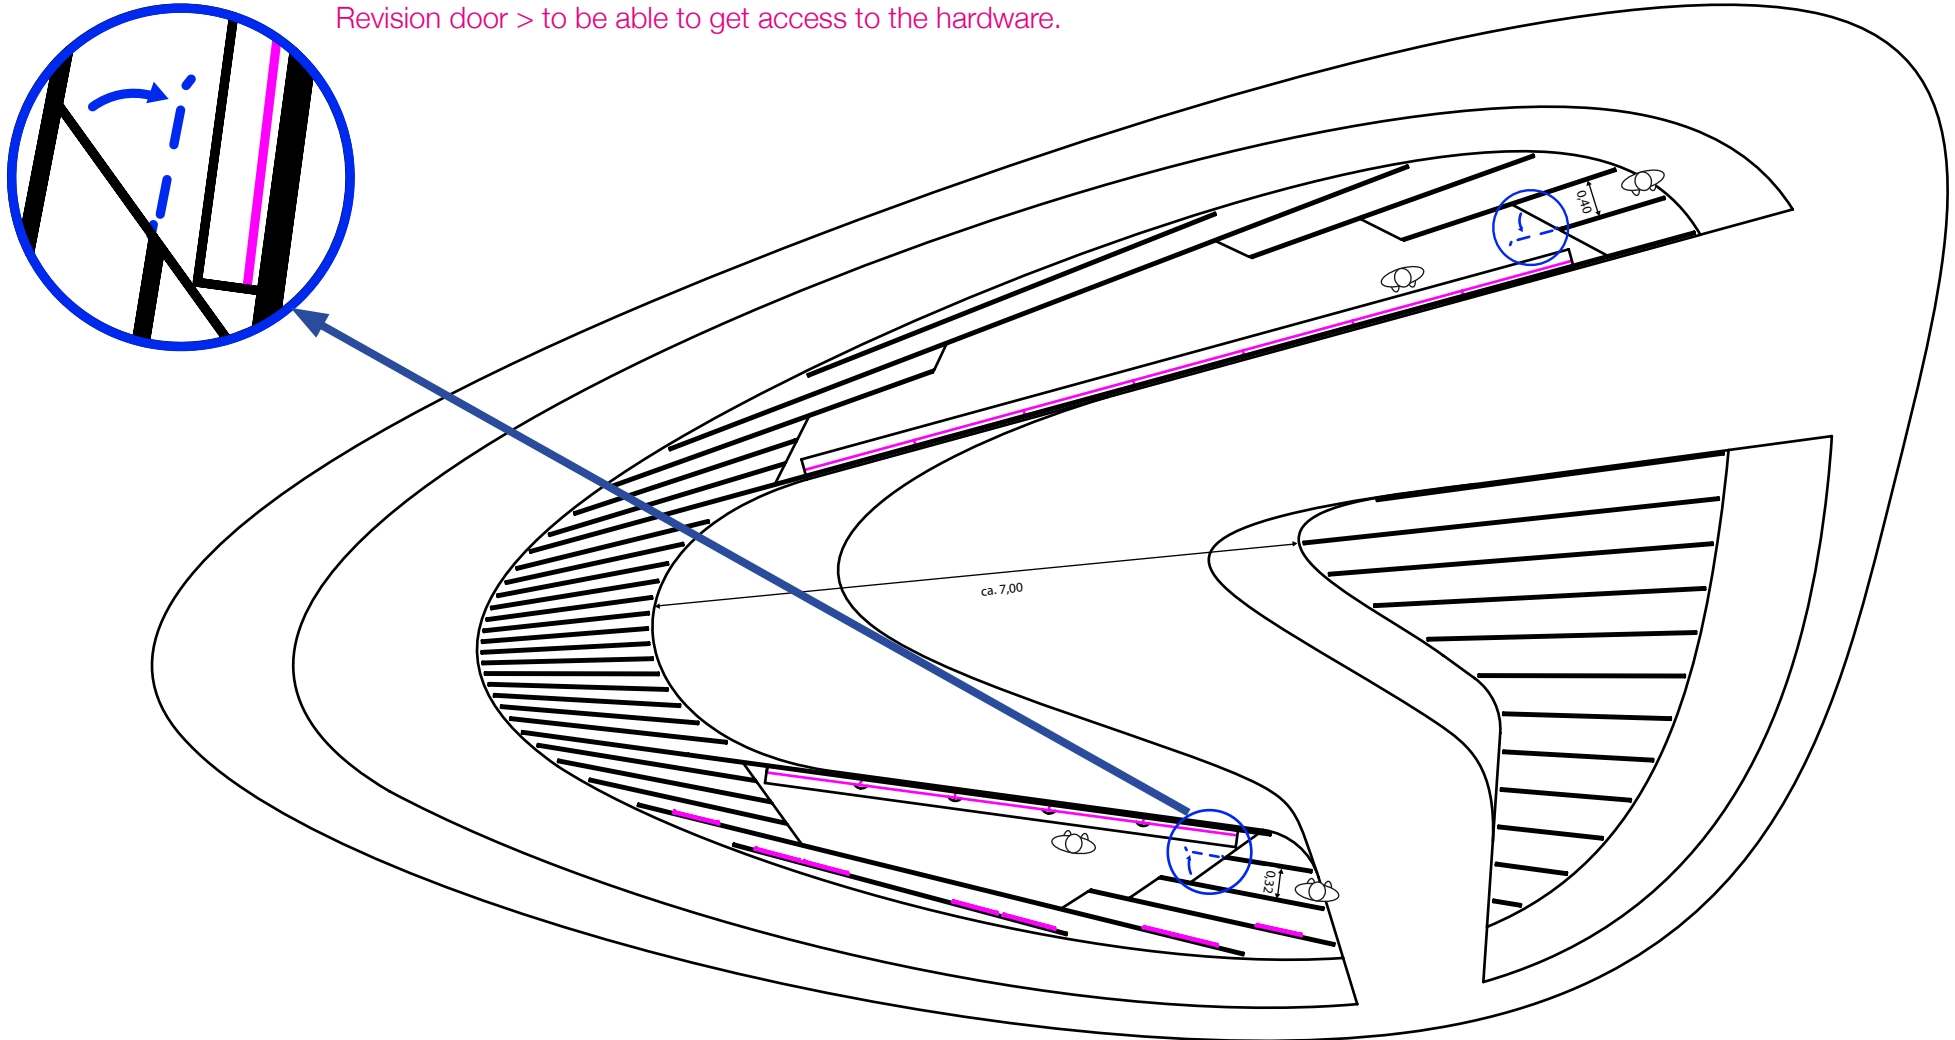 Revision door > to be able to get access to the hardware.
0,40
ca. 7,00
0,32